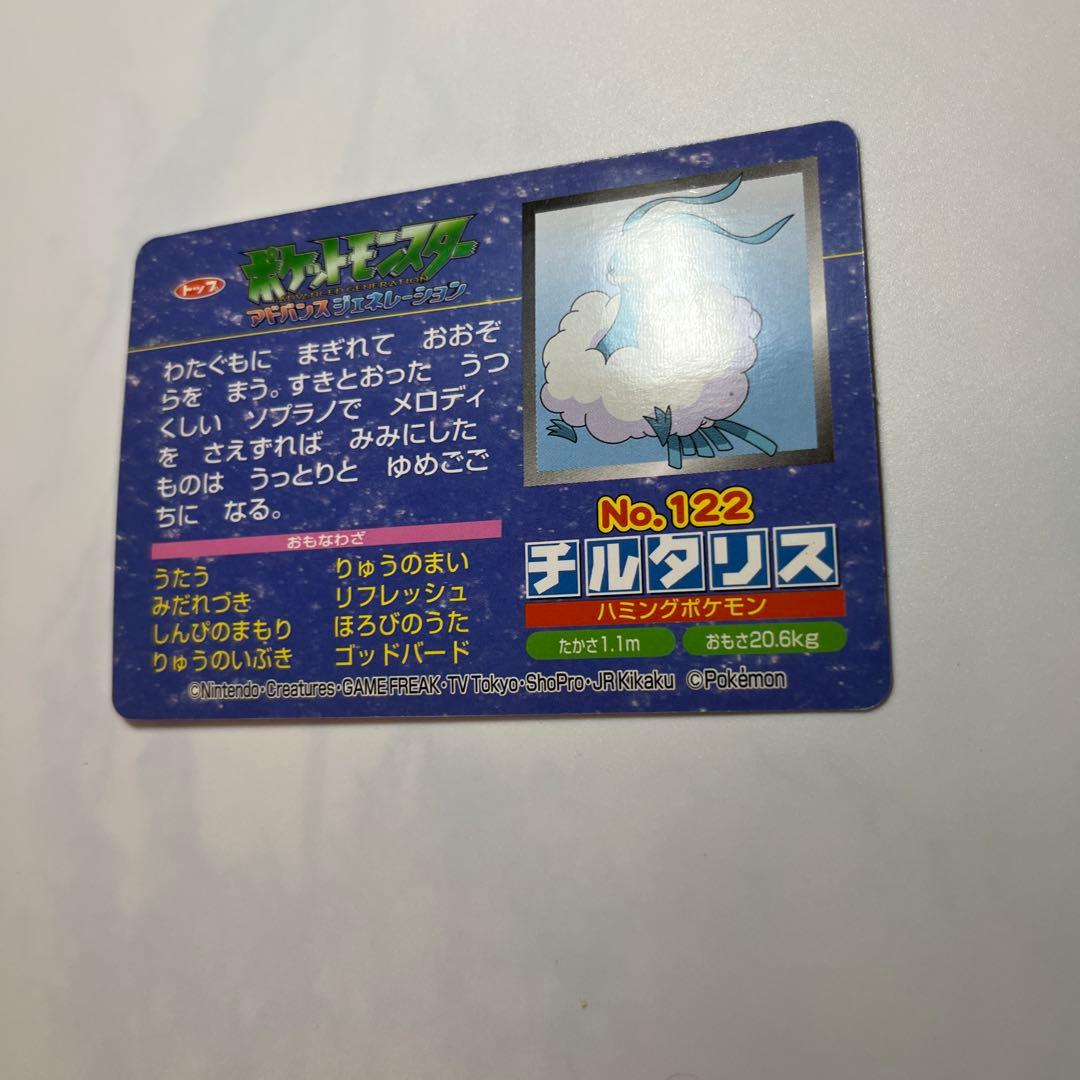 トップ
ポケットモンスター
ADVANCED GENERATION
アドバンスジェネレーション
わたぐもに まぎれて おおぞ
らを まう。すきとおった うつ
くしい ソプラノで メロディ
を さえずれば みみにした
ものは うっとりと ゆめごご
ちに なる。
おもなわざ
うたう
みだれづき
しんぴのまもり
りゅうのいぶき
りゅうのまい
リフレッシュ
ほろびのうた
ゴッドバード
No.122
チルタリス
ハミングポケモン
たかさ1.1m
おもさ20.6kg
©Nintendo・Creatures・GAME FREAK・TV Tokyo・ShoPro・JR Kikaku ©Pokémon